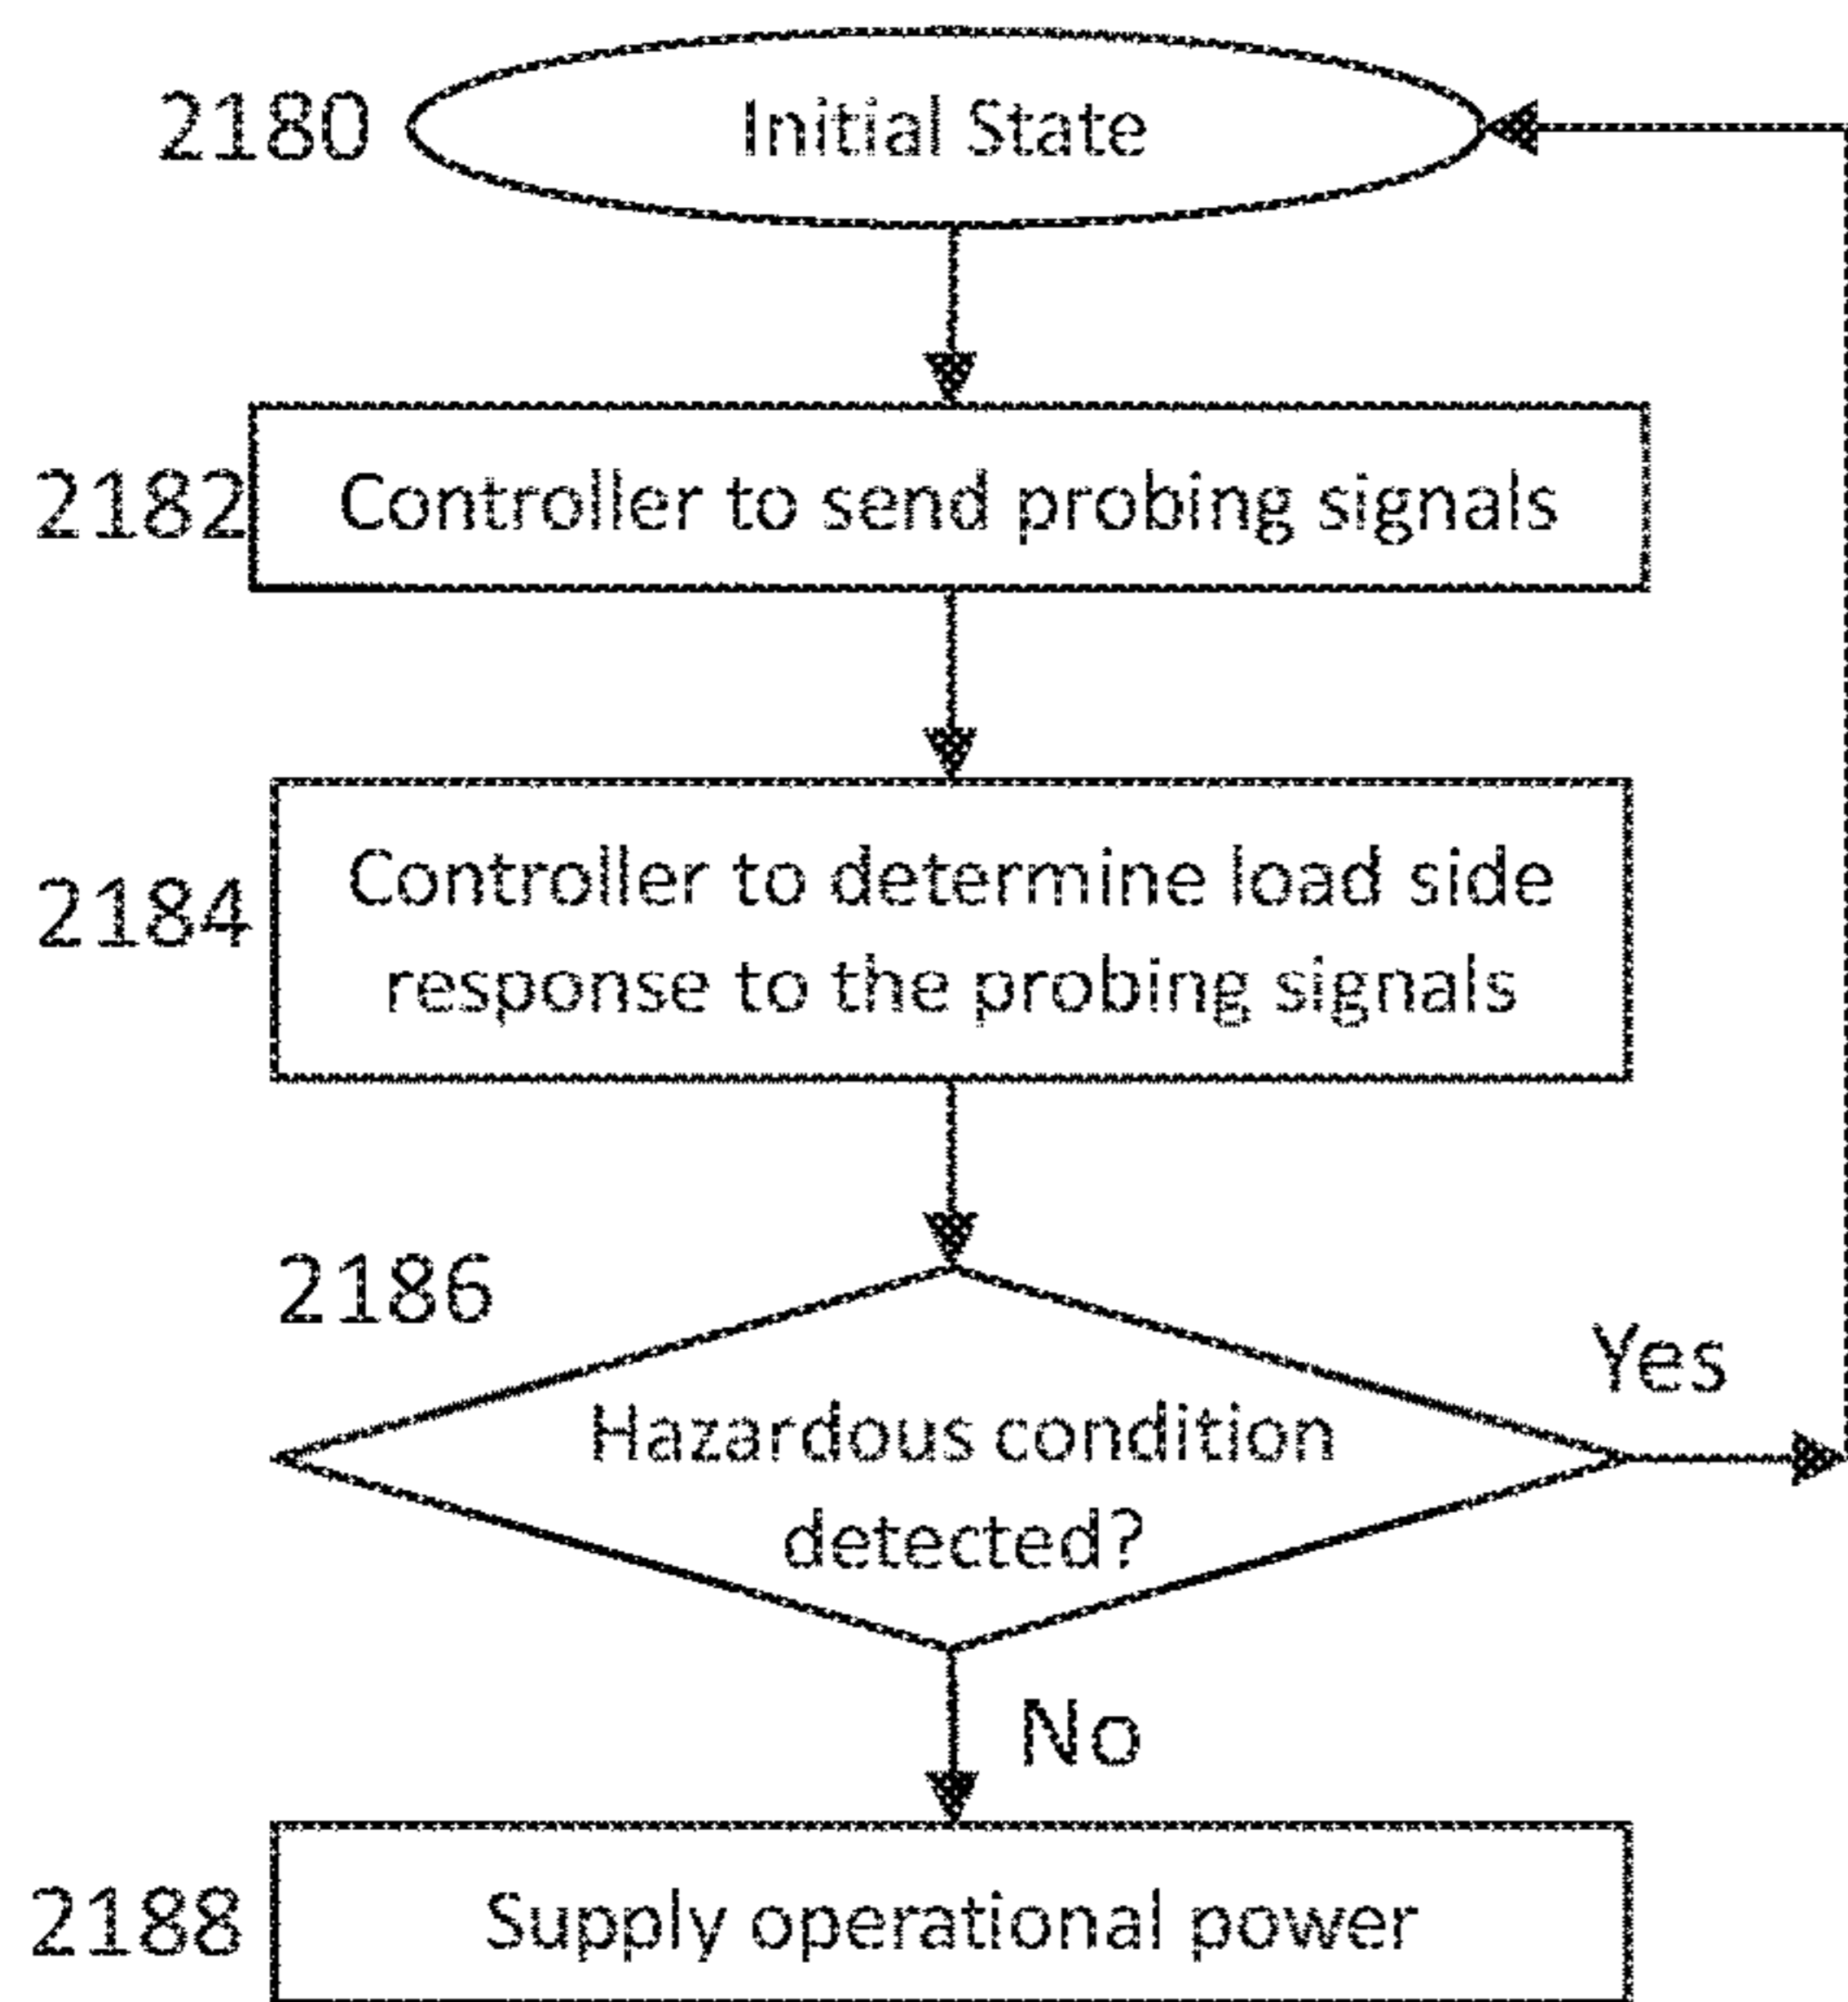 2180 Initial State
2182 Controller to send probing signals
2184 Controller to determine load side
response to the probing signals
2186
Yes
Hazardous condition
detected?
No
2188 Supply operational power